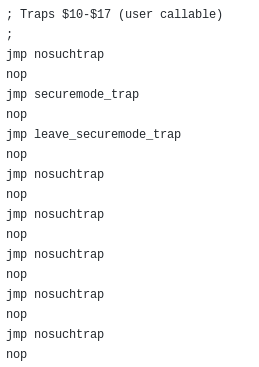 ; Traps $10-$17 (user callable)
;
jmp nosuchtrap
nop
jmp securemode_trap
nop
jmp leave_securemode_trap
nop
jmp nosuchtrap
nop
jmp nosuchtrap
nop
jmp nosuchtrap
nop
jmp nosuchtrap
nop
jmp nosuchtrap
nop